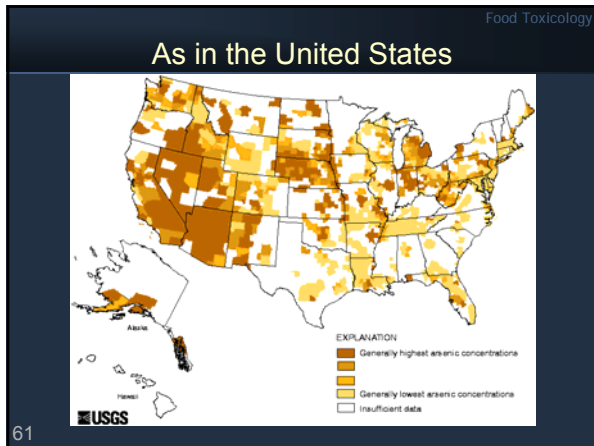 Food Toxicology
As in the United States
Alaska
Hawaii
EXPLANATION
Generally highest arsenic concentrations
Generally lowest arsenic concentrations
Insufficient data
USGS
61